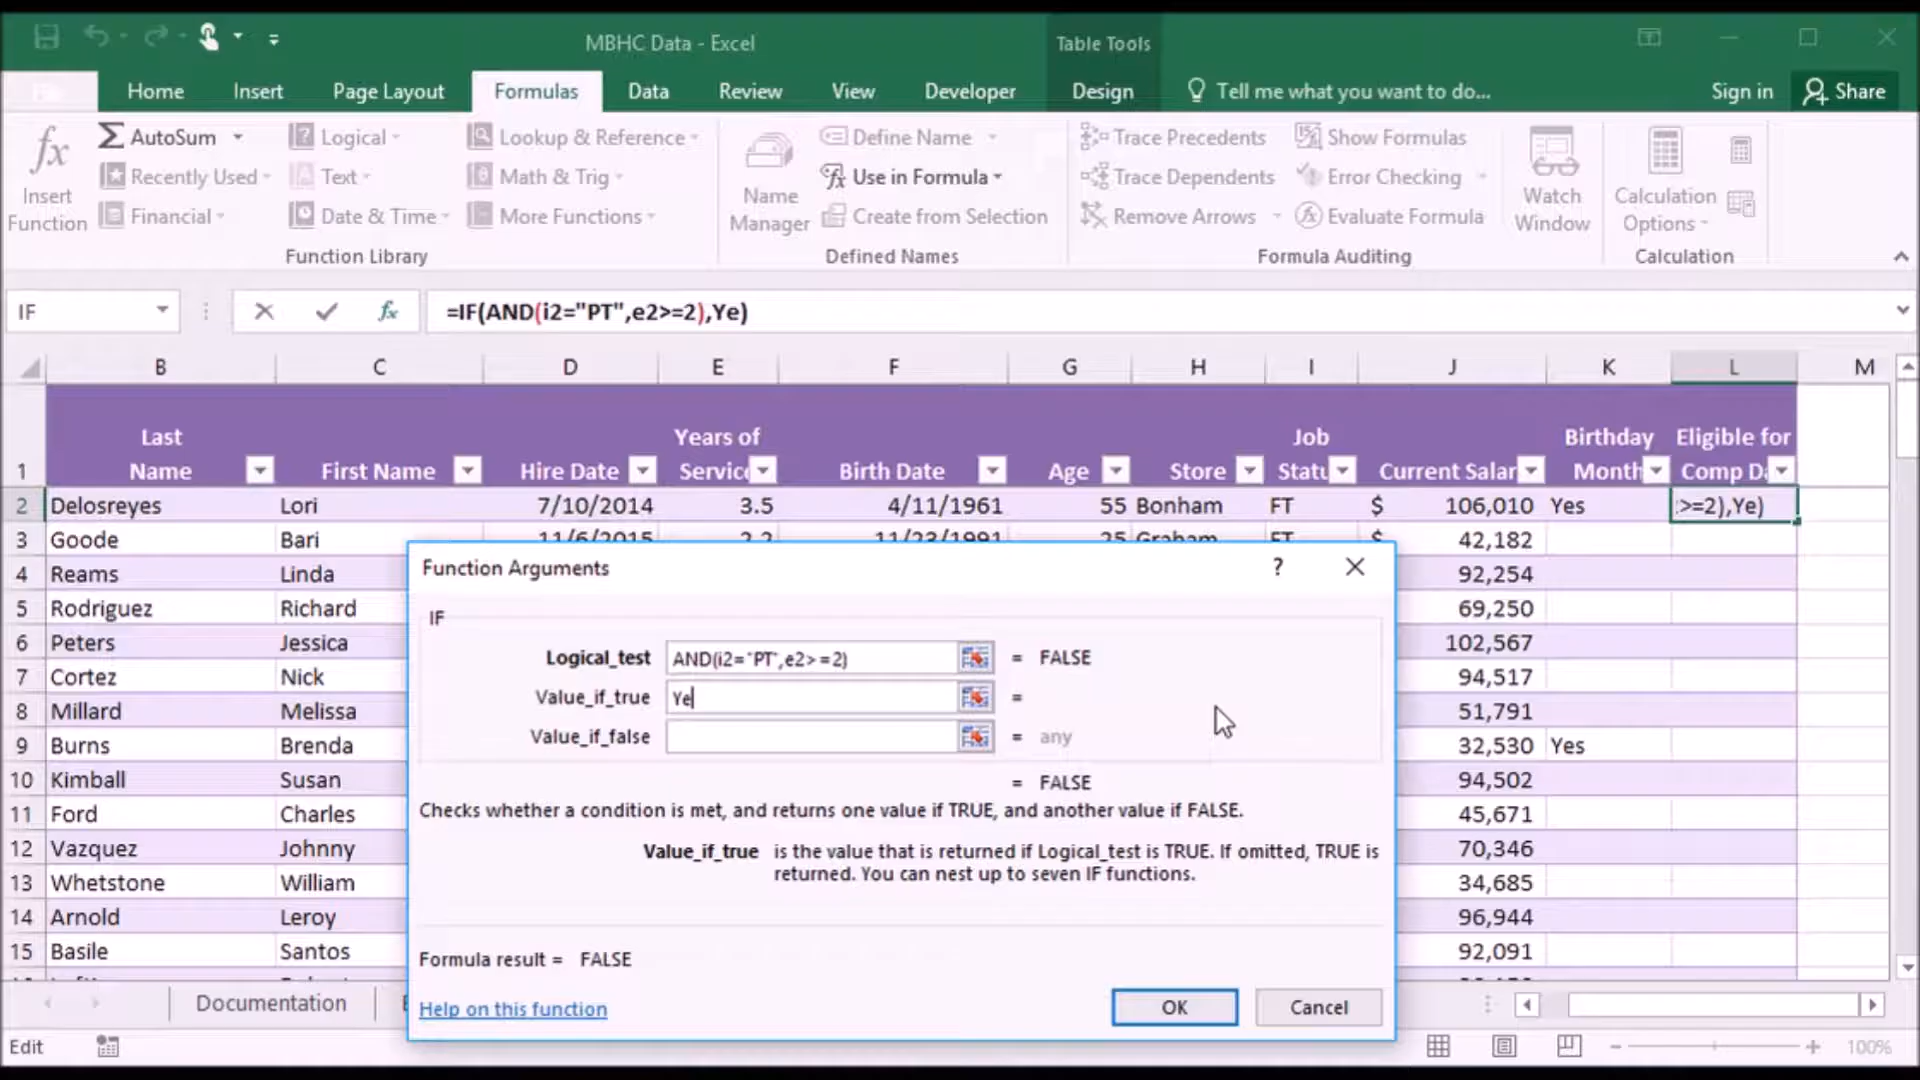 MBHC Data - Excel
Table Tools
Home Insert Page Layout Formulas Data Review View Developer Design Tell me what you want to do... Sign in Share
fx Insert Function
AutoSum
Recently Used
Financial
Logical
Text
Date & Time
Lookup & Reference
Math & Trig
More Functions
Function Library
Name Manager
Define Name
Use in Formula
Create from Selection
Defined Names
Trace Precedents
Trace Dependents
Remove Arrows
Show Formulas
Error Checking
Evaluate Formula
Formula Auditing
Watch Window
Calculation Options
Calculation
IF fx =IF(AND(i2="PT",e2>=2),Ye)
B C D E F G H I J K L M
1 Last Name First Name Hire Date Years of Service Birth Date Age Store Job Statu Current Salar Birthday Month Eligible for Comp Da
2 Delosreyes Lori 7/10/2014 3.5 4/11/1961 55 Bonham FT $ 106,010 Yes >=2),Ye)
3 Goode Bari 11/6/2015 2.2 11/23/1991 25 Graham FT $ 42,182
4 Reams Linda 92,254
5 Rodriguez Richard 69,250
6 Peters Jessica 102,567
7 Cortez Nick 94,517
8 Millard Melissa 51,791
9 Burns Brenda 32,530 Yes
10 Kimball Susan 94,502
11 Ford Charles 45,671
12 Vazquez Johnny 70,346
13 Whetstone William 34,685
14 Arnold Leroy 96,944
15 Basile Santos 92,091
Function Arguments ?
IF
Logical_test AND(i2="PT",e2>=2) = FALSE
Value_if_true Ye =
Value_if_false = any
= FALSE
Checks whether a condition is met, and returns one value if TRUE, and another value if FALSE.
Value_if_true is the value that is returned if Logical_test is TRUE. If omitted, TRUE is
returned. You can nest up to seven IF functions.
Formula result = FALSE
Help on this function
OK Cancel
Documentation
Edit 100%